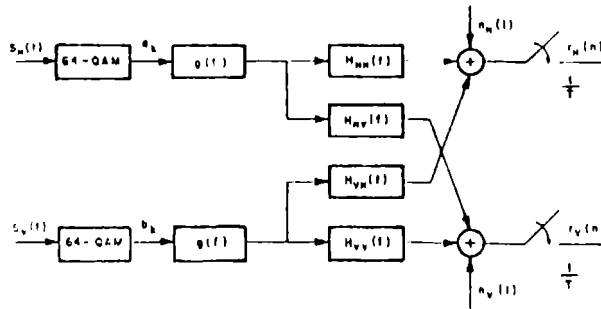 n_H(t)
S_H(t) 64-QAM a_k g(f) H_HH(f) + r_H(n)
1/T
H_HV(f)
H_VH(f)
S_V(t) 64-QAM b_k g(f) H_VV(f) + r_V(n)
1/T
n_V(t)